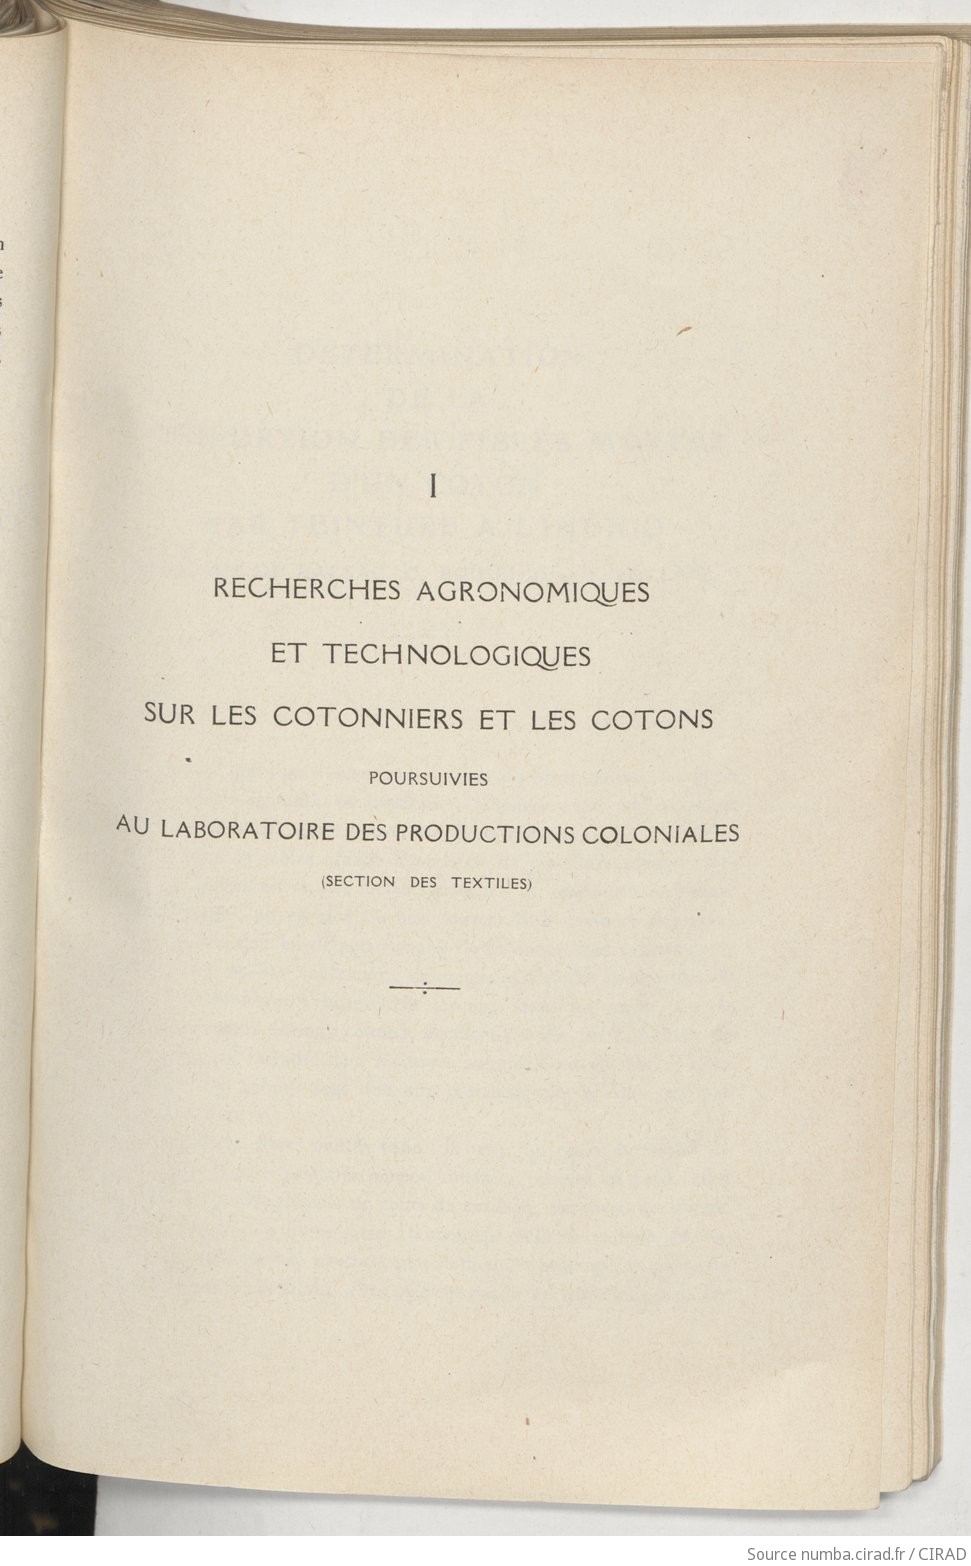 I
RECHERCHES AGRONOMIQUES
ET TECHNOLOGIQUES
SUR LES COTONNIERS ET LES COTONS
POURSUIVIES
AU LABORATOIRE DES PRODUCTIONS COLONIALES
(SECTION DES TEXTILES)
Source numba.cirad.fr / CIRAD